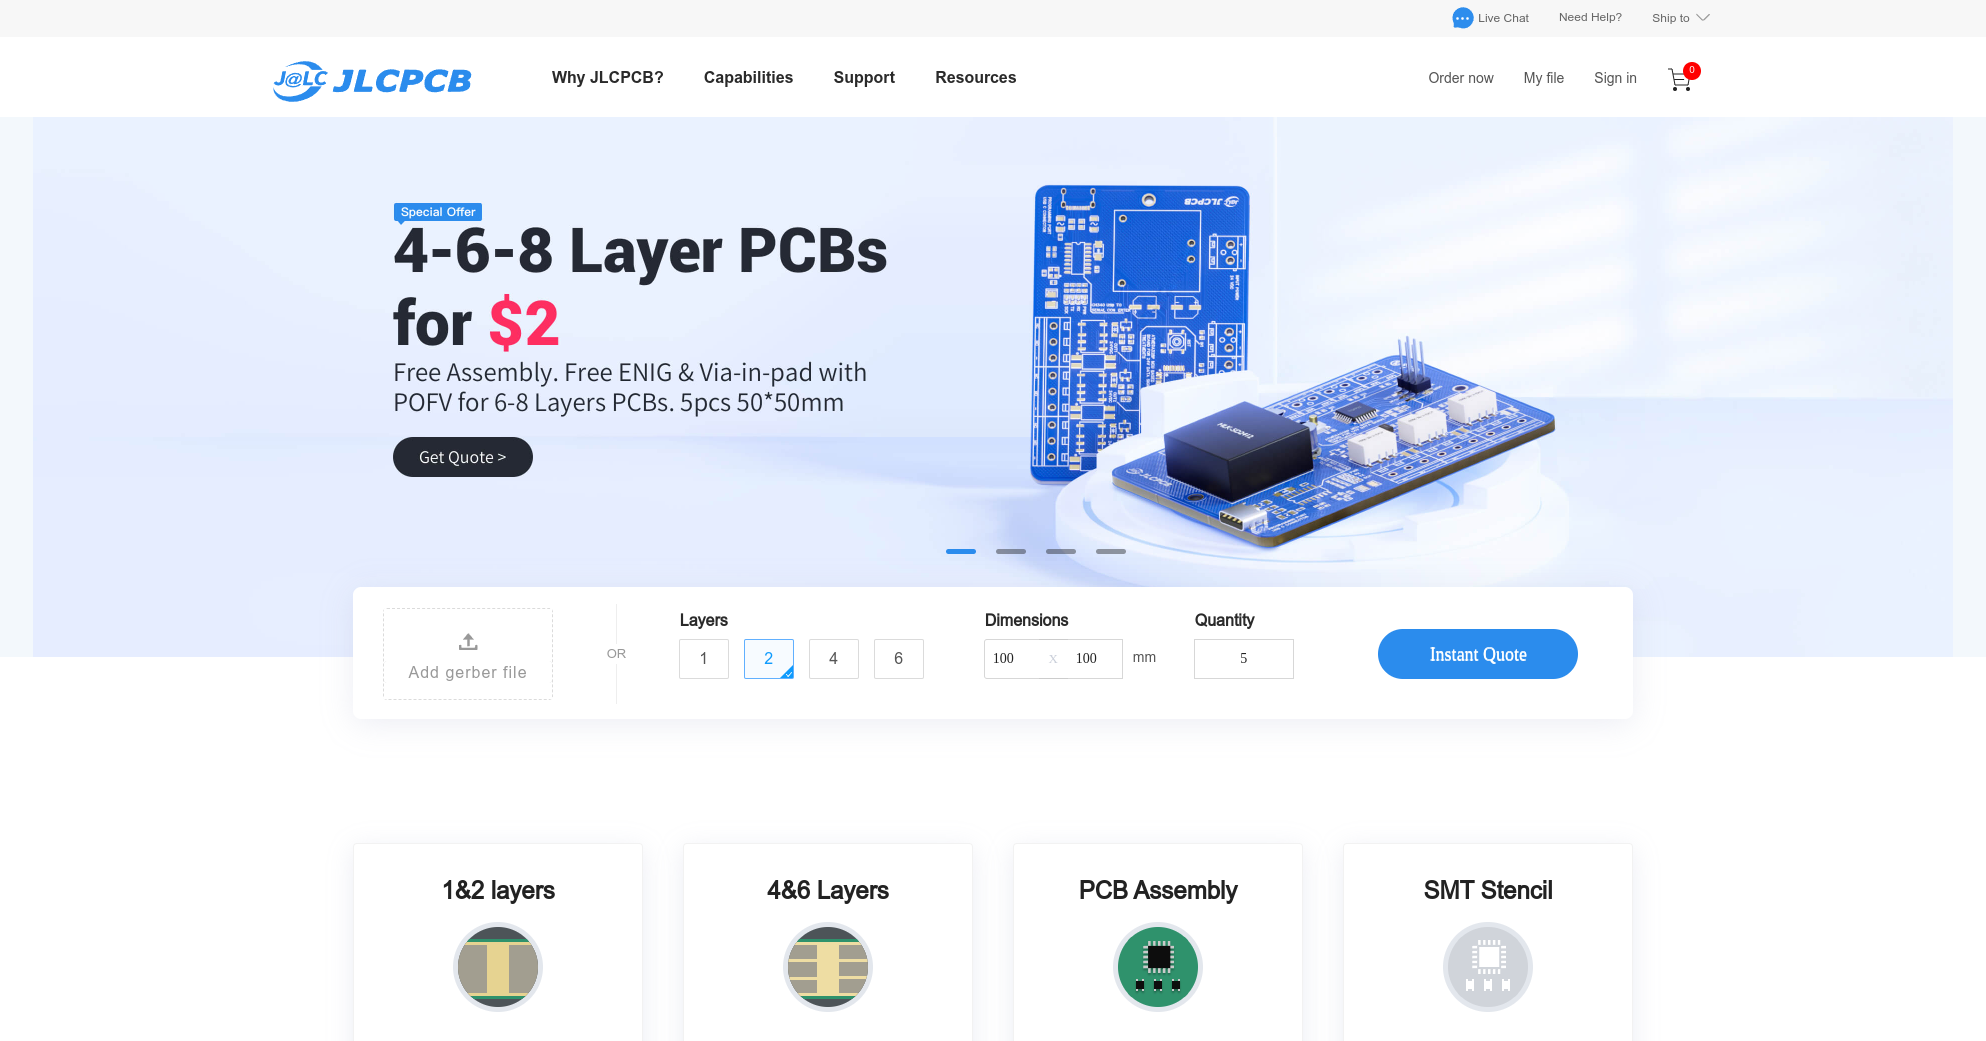 Live Chat
Need Help?
Ship to
J@LC JLCPCB
Why JLCPCB?
Capabilities
Support
Resources
Order now
My file
Sign in
0
Special Offer
4-6-8 Layer PCBs
for $2
Free Assembly. Free ENIG & Via-in-pad with
POFV for 6-8 Layers PCBs. 5pcs 50*50mm
Get Quote >
JLCPCB
JLCPCB
Add gerber file
OR
Layers
1
2
4
6
Dimensions
100
X
100
mm
Quantity
5
Instant Quote
1&2 layers
4&6 Layers
PCB Assembly
SMT Stencil